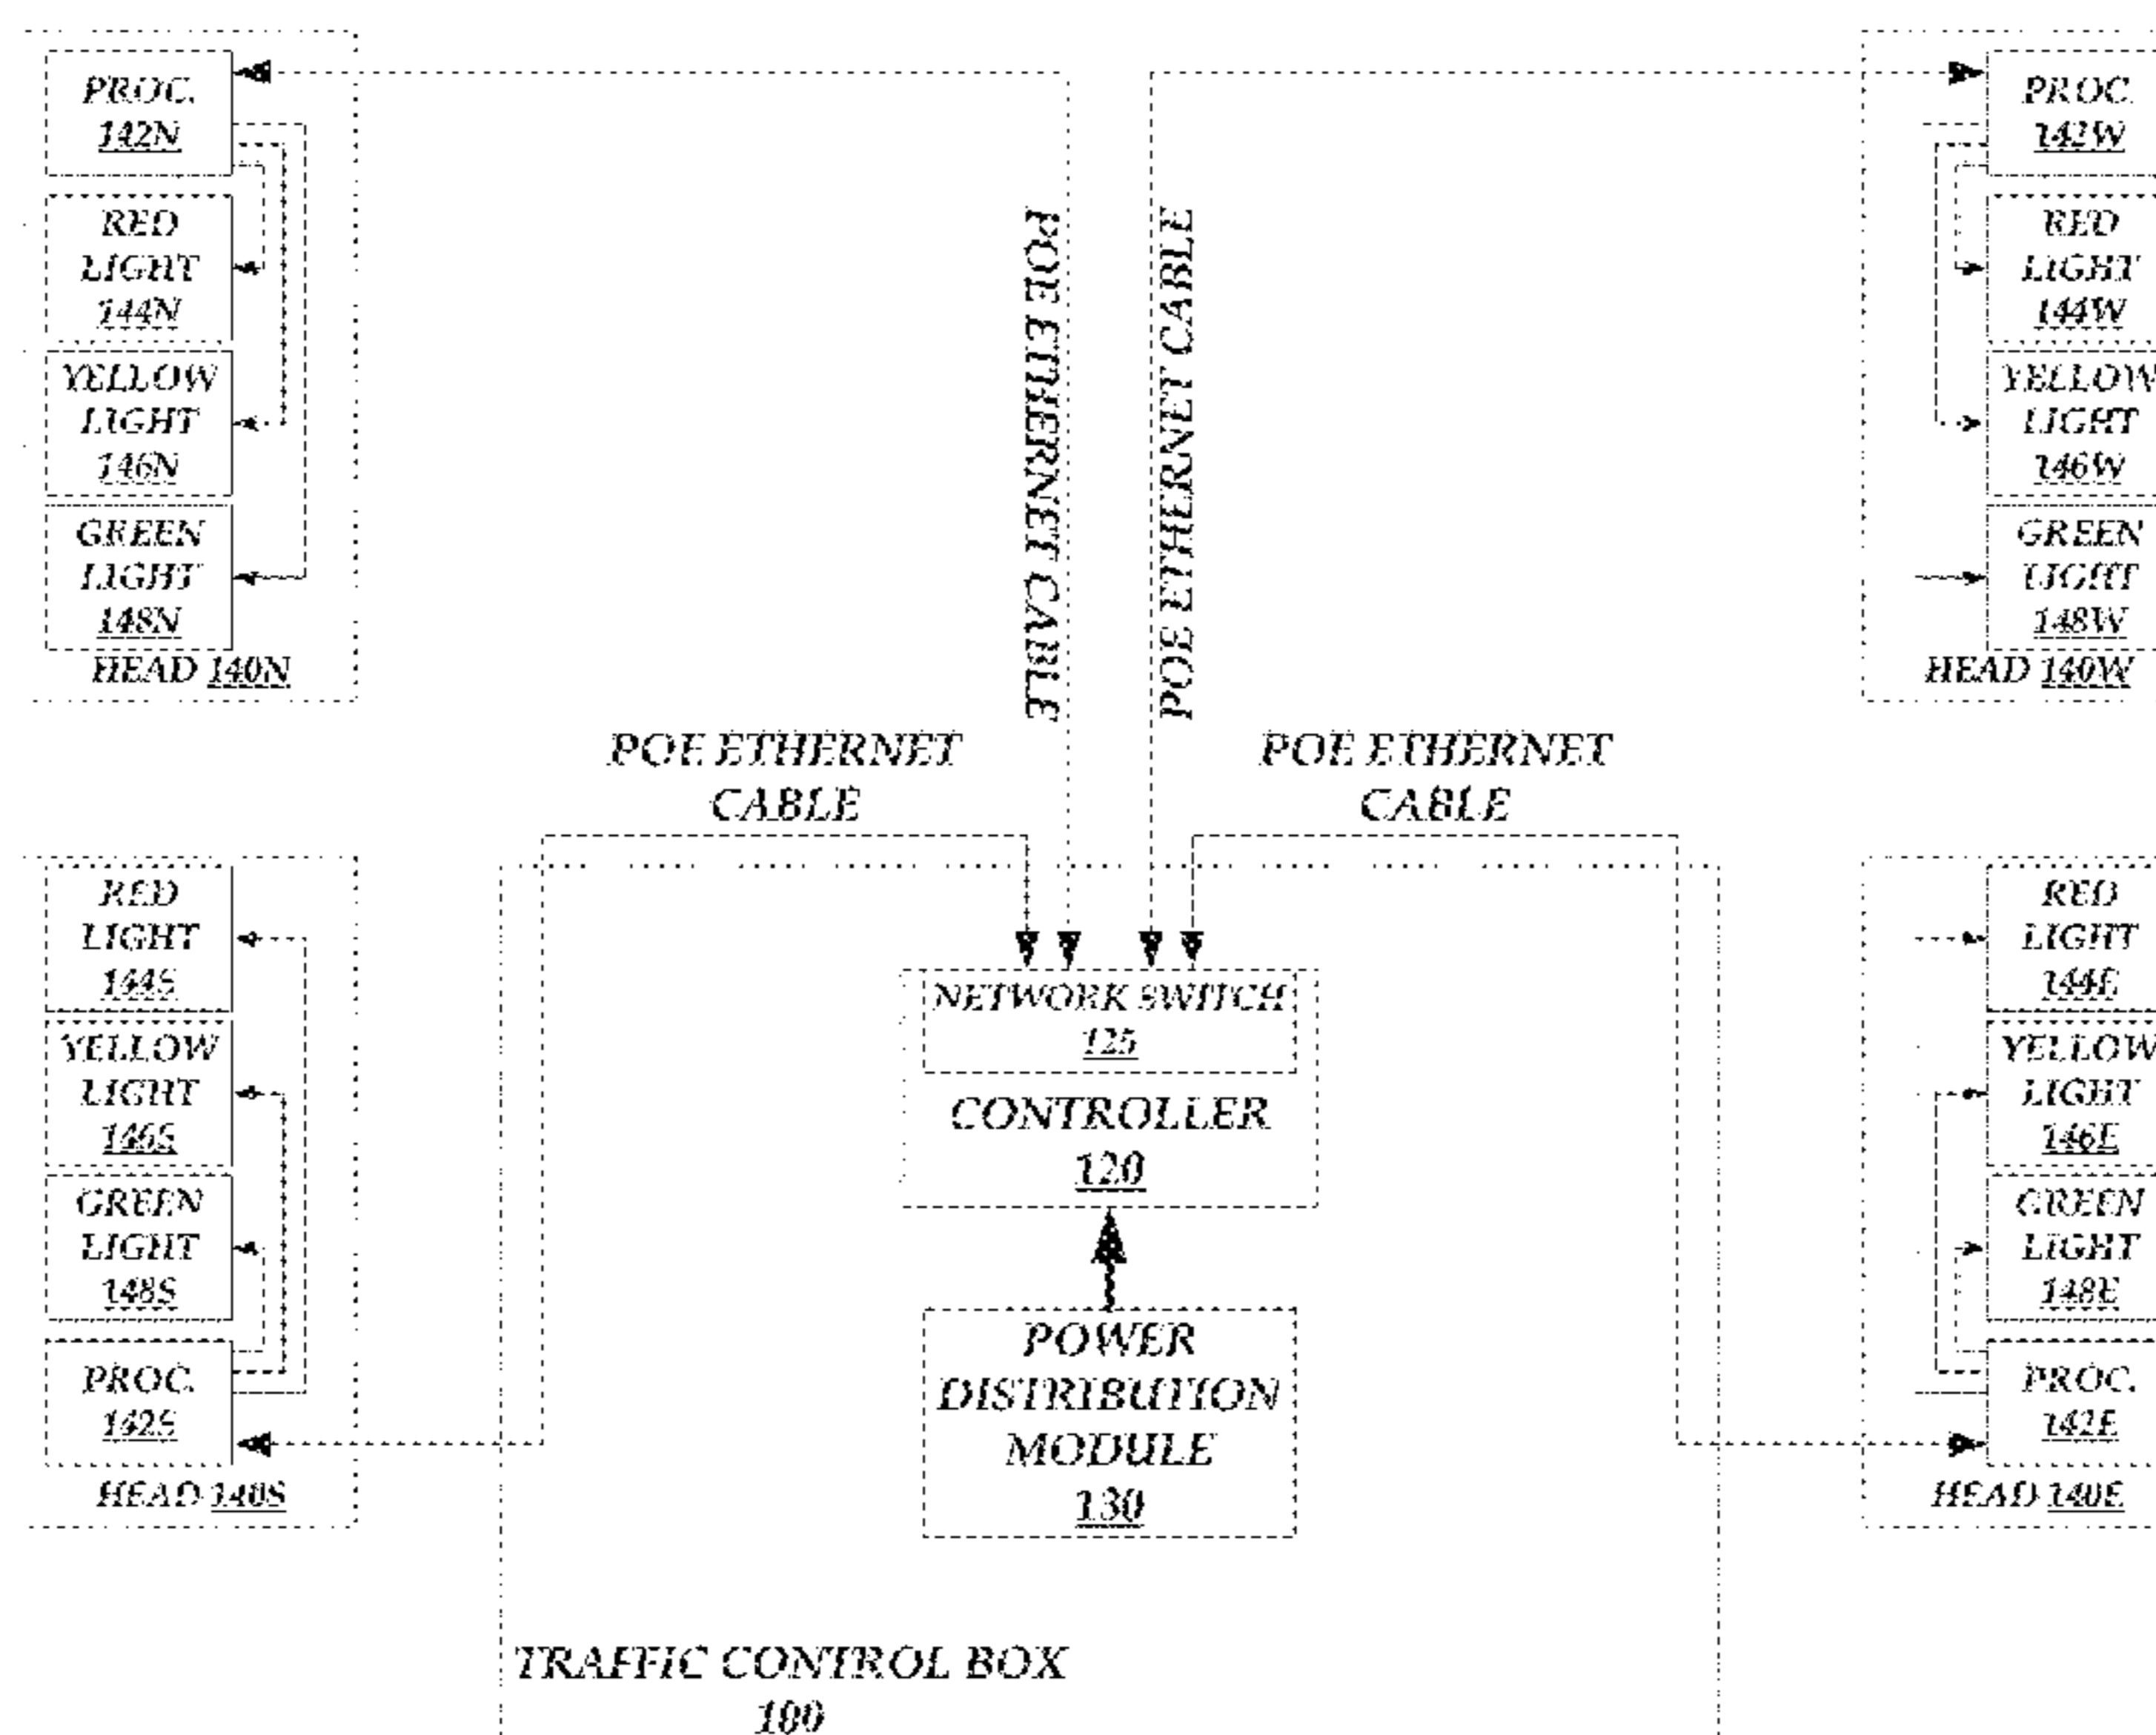 PROC.
142N
RED
LIGHT
144N
YELLOW
LIGHT
146N
GREEN
LIGHT
148N
HEAD 140N
POE ETHERNET CABLE
POE ETHERNET CABLE
PROC.
142W
RED
LIGHT
144W
YELLOW
LIGHT
146W
GREEN
LIGHT
148W
HEAD 140W
POE ETHERNET
CABLE
POE ETHERNET
CABLE
RED
LIGHT
144S
YELLOW
LIGHT
146S
GREEN
LIGHT
148S
PROC.
142S
HEAD 140S
NETWORK SWITCH
125
CONTROLLER
120
POWER
DISTRIBUTION
MODULE
130
RED
LIGHT
144E
YELLOW
LIGHT
146E
GREEN
LIGHT
148E
PROC.
142E
HEAD 140E
TRAFFIC CONTROL BOX
100